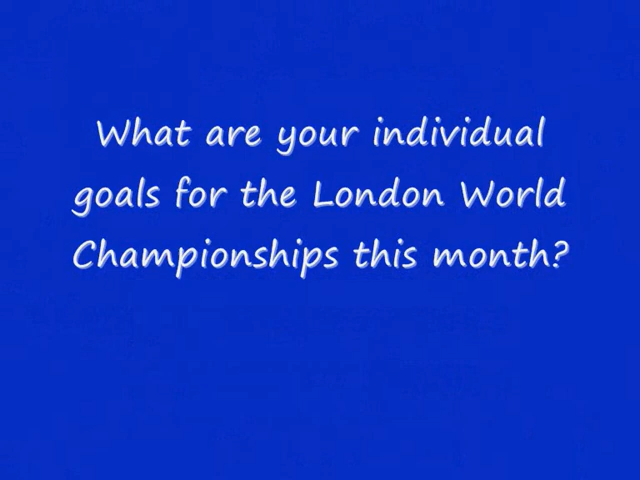 What are your individual
goals for the London World
Championships this month?